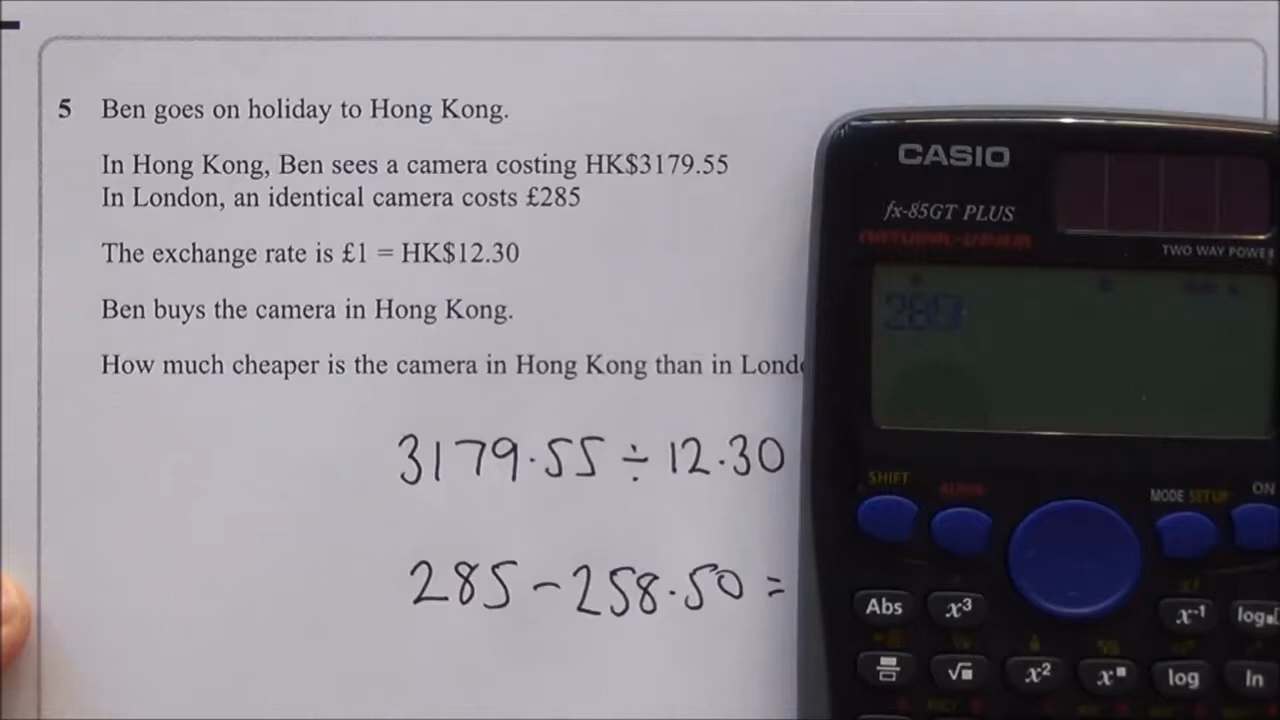 5 Ben goes on holiday to Hong Kong.
In Hong Kong, Ben sees a camera costing HK$3179.55
In London, an identical camera costs £285
The exchange rate is £1 = HK$12.30
Ben buys the camera in Hong Kong.
How much cheaper is the camera in Hong Kong than in
3179.55 ÷ 12.30
285 - 258.50 =
CASIO
fx-85GT PLUS
TWO WAY POWER
285
SHIFT ALPHA MODE SETUP ON
Abs x³ x⁻¹ log
√ x² x log ln